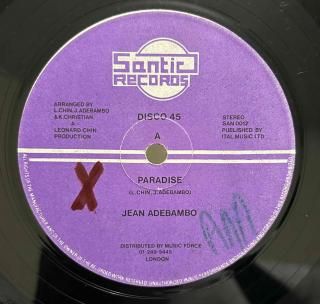 Santic
RECORDS
ARRANGED BY
L.CHIN, J.ADEBAMBO
& K.CHRISTIAN
A
LEONARD CHIN
PRODUCTION
DISCO 45
A
STEREO
SAN 0012
PUBLISHED BY
ITAL MUSIC LTD
PARADISE
(L.CHIN, J.ADEBAMBO)
X
JEAN ADEBAMBO
DISTRIBUTED BY MUSIC FORCE
LONDON